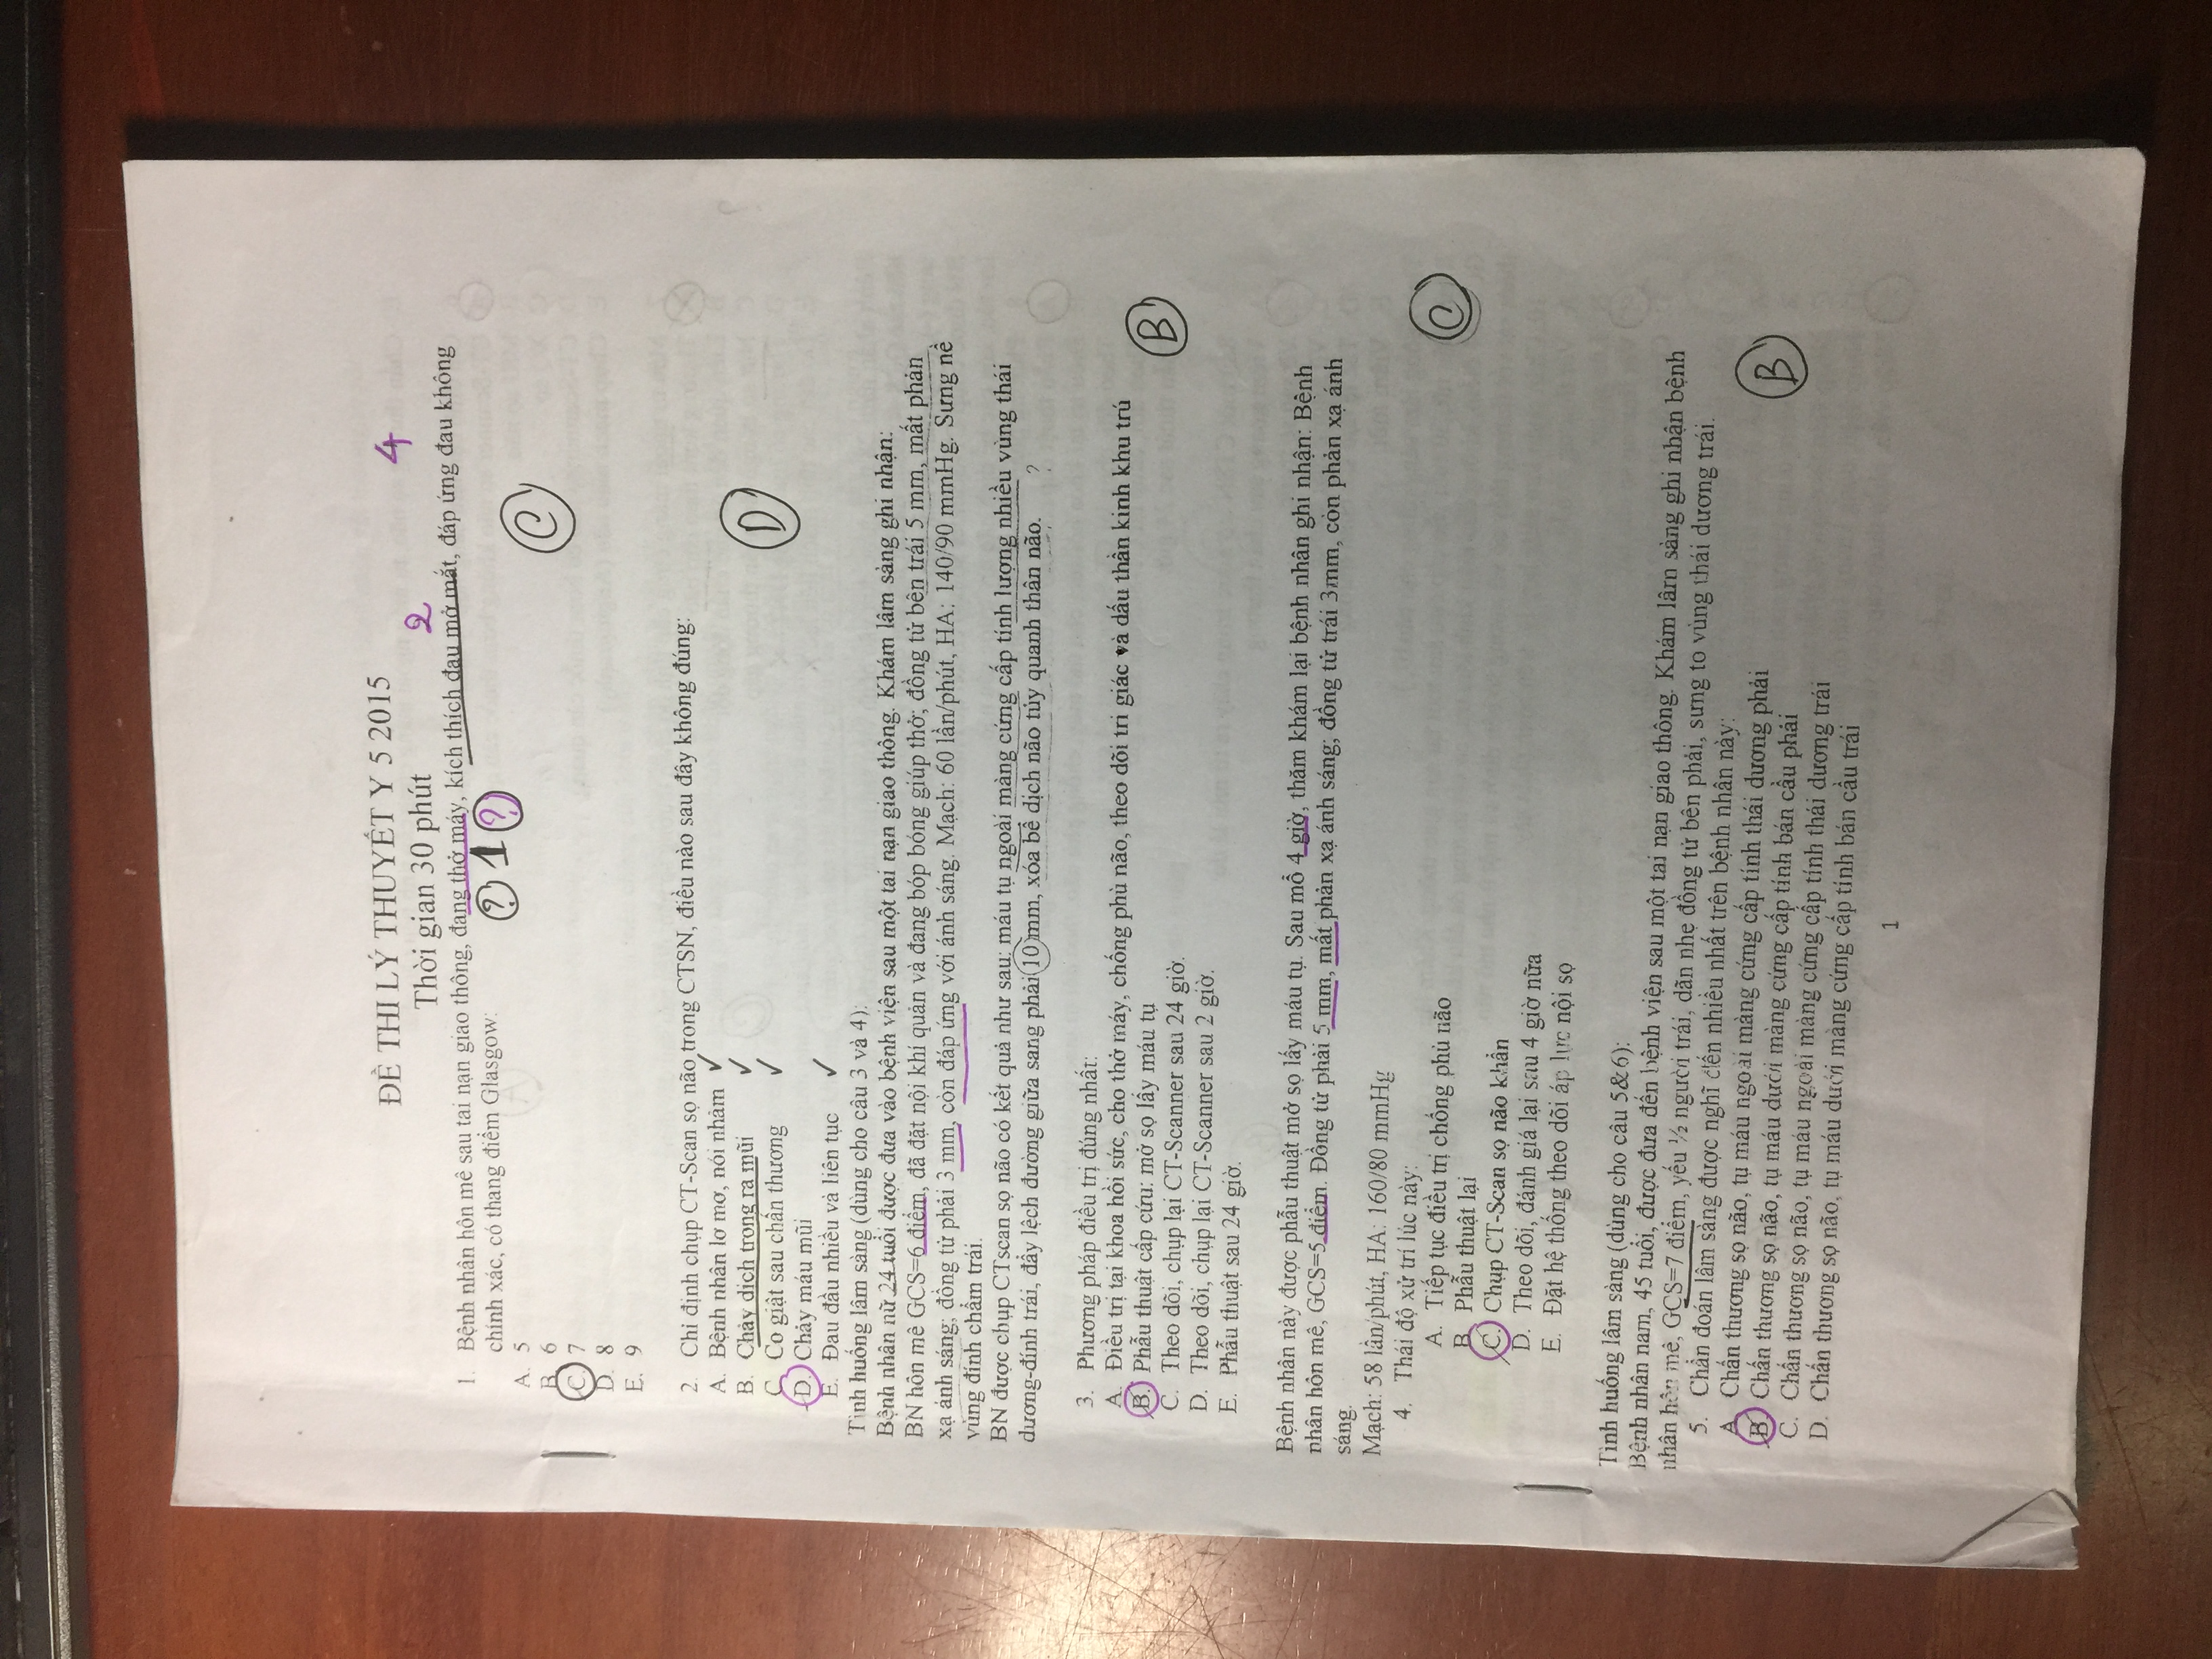 ĐỀ THI LÝ THUYẾT Y 5 2015
4
Thời gian 30 phút
2
1. Bệnh nhân hôn mê sau tai nạn giao thông, đang thở máy, kích thích đau mở mắt, đáp ứng đau không
chính xác, có thang điểm Glasgow:
? 1 ?
A. 5
C
B. 6
C. 7
D. 8
E. 9
2. Chỉ định chụp CT-Scan sọ não trong CTSN, điều nào sau đây không đúng:
A. Bệnh nhân lơ mơ, nói nhảm ✓
B. Chảy dịch trong ra mũi ✓
D
C. Co giật sau chấn thương ✓
D. Chảy máu mũi
E. Đau đầu nhiều và liên tục ✓
Tình huống lâm sàng (dùng cho câu 3 và 4):
Bệnh nhân nữ 24 tuổi được đưa vào bệnh viện sau một tai nạn giao thông. Khám lâm sàng ghi nhận:
BN hôn mê GCS=6 điểm, đã đặt nội khí quản và đang bóp bóng giúp thở; đồng tử bên trái 5 mm, mất phản
xạ ánh sáng; đồng tử phải 3 mm, còn đáp ứng với ánh sáng. Mạch: 60 lần/phút, HA: 140/90 mmHg. Sưng nề
vùng đỉnh chẩm trái.
BN được chụp CTscan sọ não có kết quả như sau: máu tụ ngoài màng cứng cấp tính lượng nhiều vùng thái
dương-đỉnh trái, đẩy lệch đường giữa sang phải 10 mm, xóa bể dịch não tủy quanh thân não. ?
3. Phương pháp điều trị đúng nhất:
A. Điều trị tại khoa hồi sức, cho thở máy, chống phù não, theo dõi tri giác và dấu thần kinh khu trú
B. Phẫu thuật cấp cứu: mở sọ lấy máu tụ
B
C. Theo dõi, chụp lại CT-Scanner sau 24 giờ.
D. Theo dõi, chụp lại CT-Scanner sau 2 giờ.
E. Phẫu thuật sau 24 giờ.
Bệnh nhân này được phẫu thuật mở sọ lấy máu tụ. Sau mổ 4 giờ, thăm khám lại bệnh nhân ghi nhận: Bệnh
nhân hôn mê, GCS=5 điểm. Đồng tử phải 5 mm, mất phản xạ ánh sáng; đồng tử trái 3mm, còn phản xạ ánh
sáng.
Mạch: 58 lần/phút, HA: 160/80 mmHg
4. Thái độ xử trí lúc này:
A. Tiếp tục điều trị chống phù não
C
B. Phẫu thuật lại
C. Chụp CT-Scan sọ não khẩn
D. Theo dõi, đánh giá lại sau 4 giờ nữa
E. Đặt hệ thống theo dõi áp lực nội sọ
Tình huống lâm sàng (dùng cho câu 5&6):
Bệnh nhân nam, 45 tuổi, được đưa đến bệnh viện sau một tai nạn giao thông. Khám lâm sàng ghi nhận bệnh
nhân hôn mê, GCS=7 điểm, yếu ½ người trái, dãn nhẹ đồng tử bên phải, sưng to vùng thái dương trái.
5. Chẩn đoán lâm sàng được nghĩ đến nhiều nhất trên bệnh nhân này:
A. Chấn thương sọ não, tụ máu ngoài màng cứng cấp tính thái dương phải
B. Chấn thương sọ não, tụ máu dưới màng cứng cấp tính bán cầu phải
B
C. Chấn thương sọ não, tụ máu ngoài màng cứng cấp tính thái dương trái
D. Chấn thương sọ não, tụ máu dưới màng cứng cấp tính bán cầu trái
1